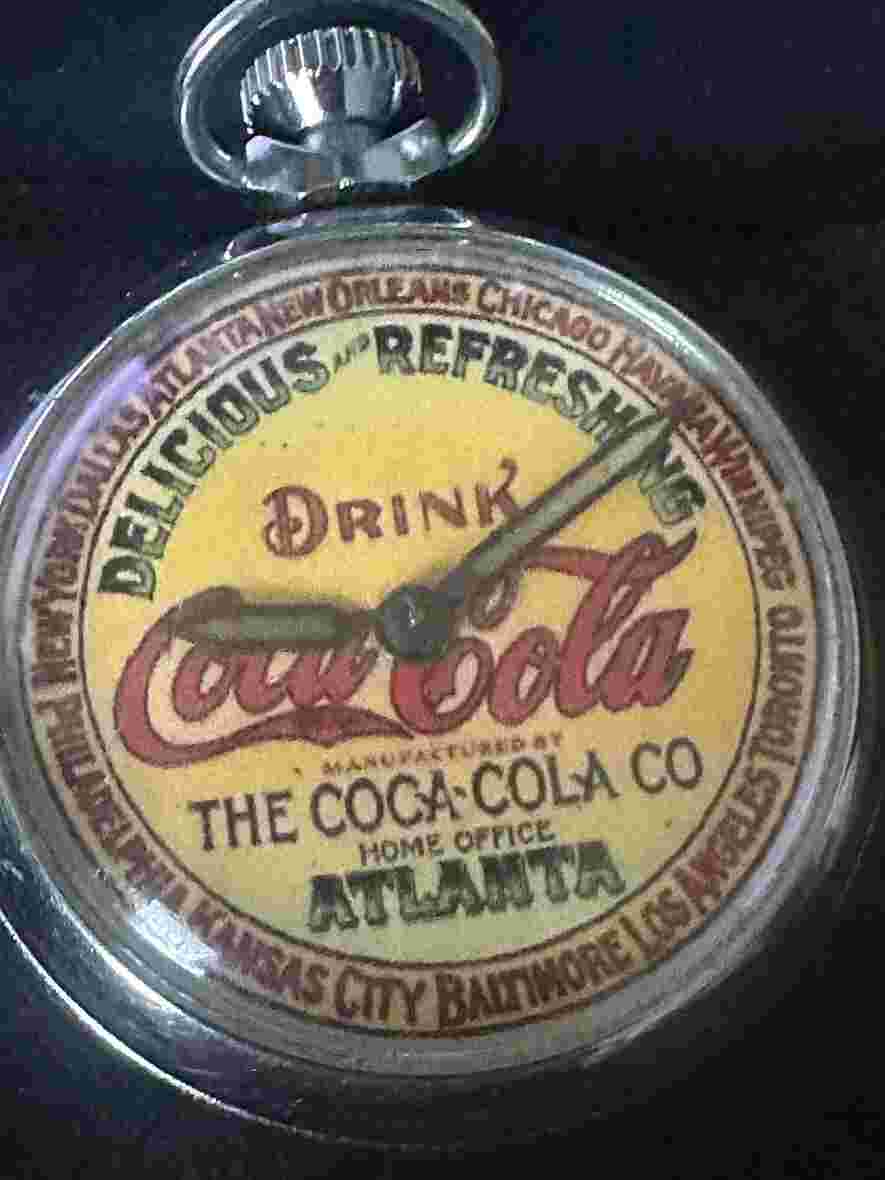 NEW YORK DALLAS ATLANTA NEW ORLEANS CHICAGO HAVANA WINNIPEG TORONTO LOS ANGELES BALTIMORE KANSAS CITY PHILADELPHIA
DELICIOUS AND REFRESHING
DRINK
Coca Cola
MANUFACTURED BY
THE COCA-COLA CO
HOME OFFICE
ATLANTA